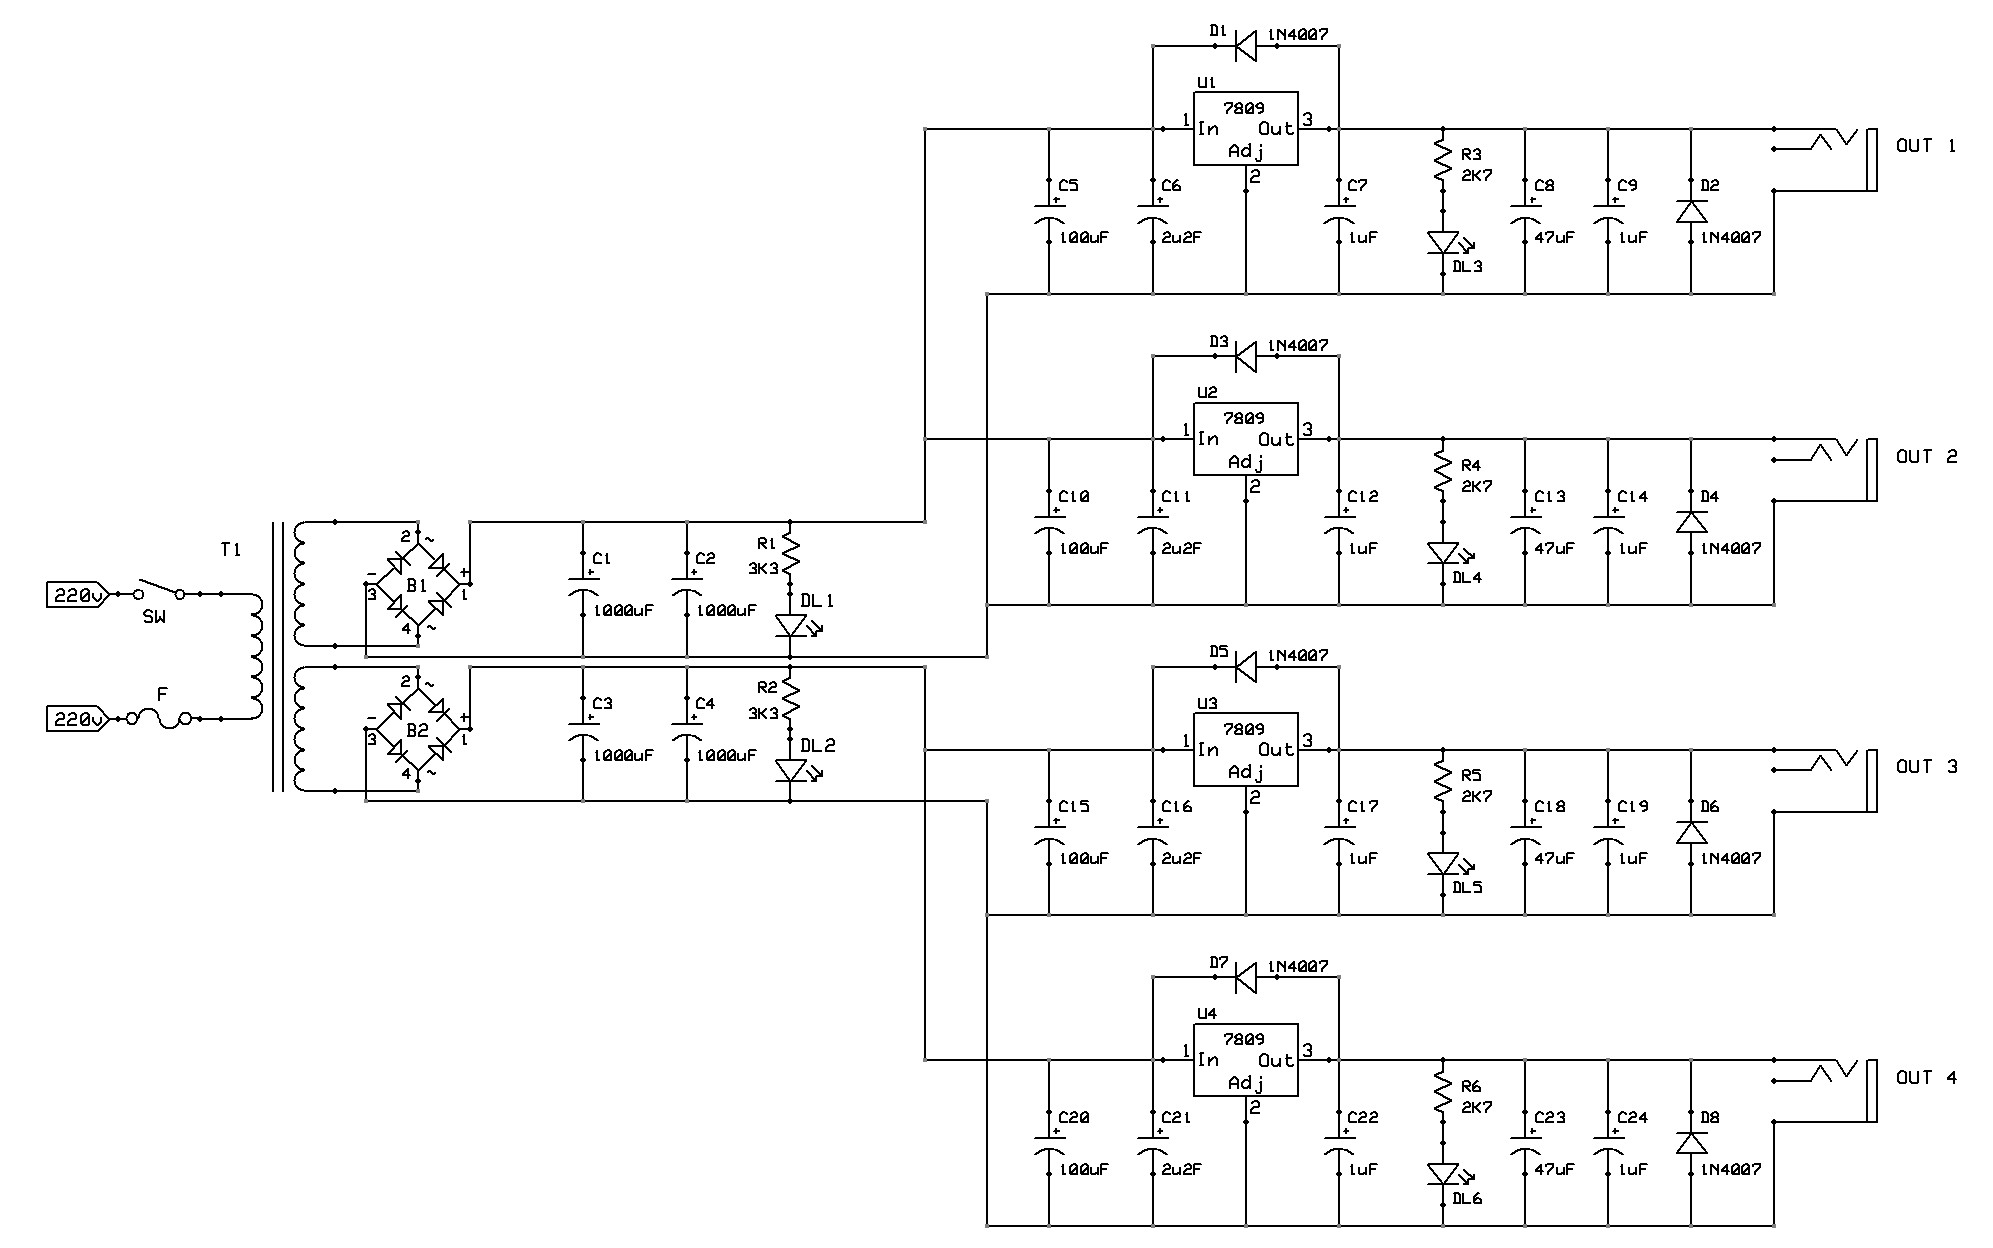 D1 1N4007
U1
7809
1 In Out 3
Adj
2
C5 100uF
C6 2u2F
C7 1uF
R3 2K7
DL3
C8 47uF
C9 1uF
D2 1N4007
OUT 1
D3 1N4007
U2
7809
1 In Out 3
Adj
2
C10 100uF
C11 2u2F
C12 1uF
R4 2K7
DL4
C13 47uF
C14 1uF
D4 1N4007
OUT 2
T1
220v
SW
220v
F
2 ~
- +
3 B1 1
4 ~
C1 1000uF
C2 1000uF
R1 3K3
DL1
2 ~
- +
3 B2 1
4 ~
C3 1000uF
C4 1000uF
R2 3K3
DL2
D5 1N4007
U3
7809
1 In Out 3
Adj
2
C15 100uF
C16 2u2F
C17 1uF
R5 2K7
DL5
C18 47uF
C19 1uF
D6 1N4007
OUT 3
D7 1N4007
U4
7809
1 In Out 3
Adj
2
C20 100uF
C21 2u2F
C22 1uF
R6 2K7
DL6
C23 47uF
C24 1uF
D8 1N4007
OUT 4